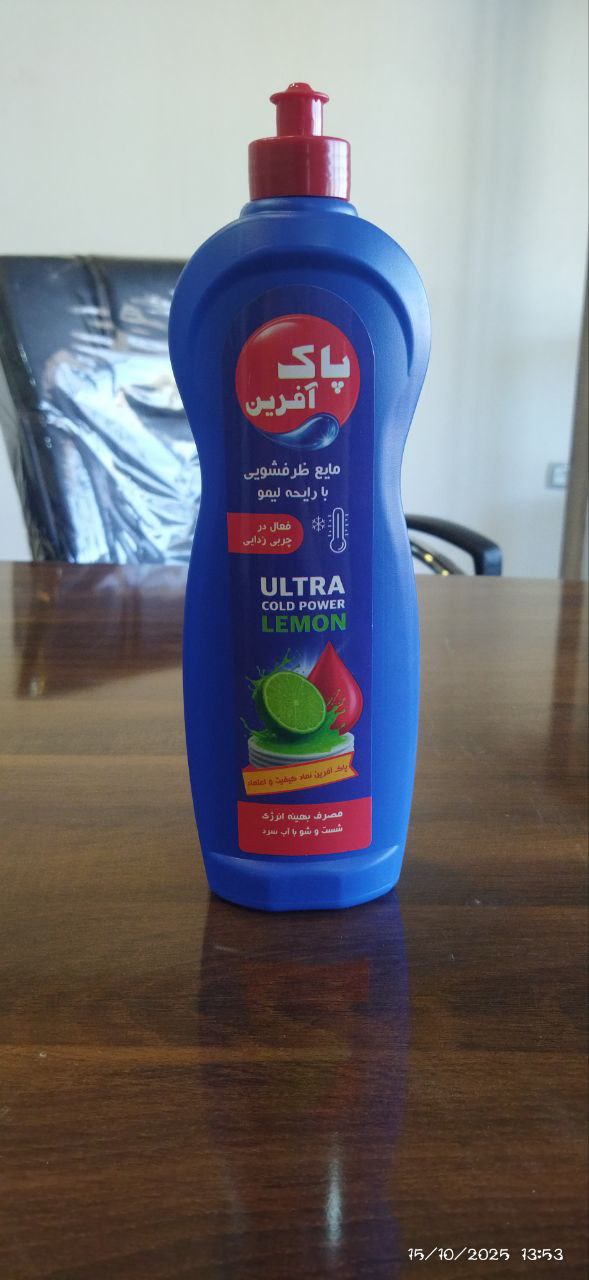 پاک
آفرین
مایع ظرفشویی
با رایحه لیمو
فعال در
چربی زدایی
ULTRA
COLD POWER
LEMON
پاک آفرین نماد کیفیت و اعتماد
مصرف بهینه انرژی
شست و شو با آب سرد
15/10/2025 13:53